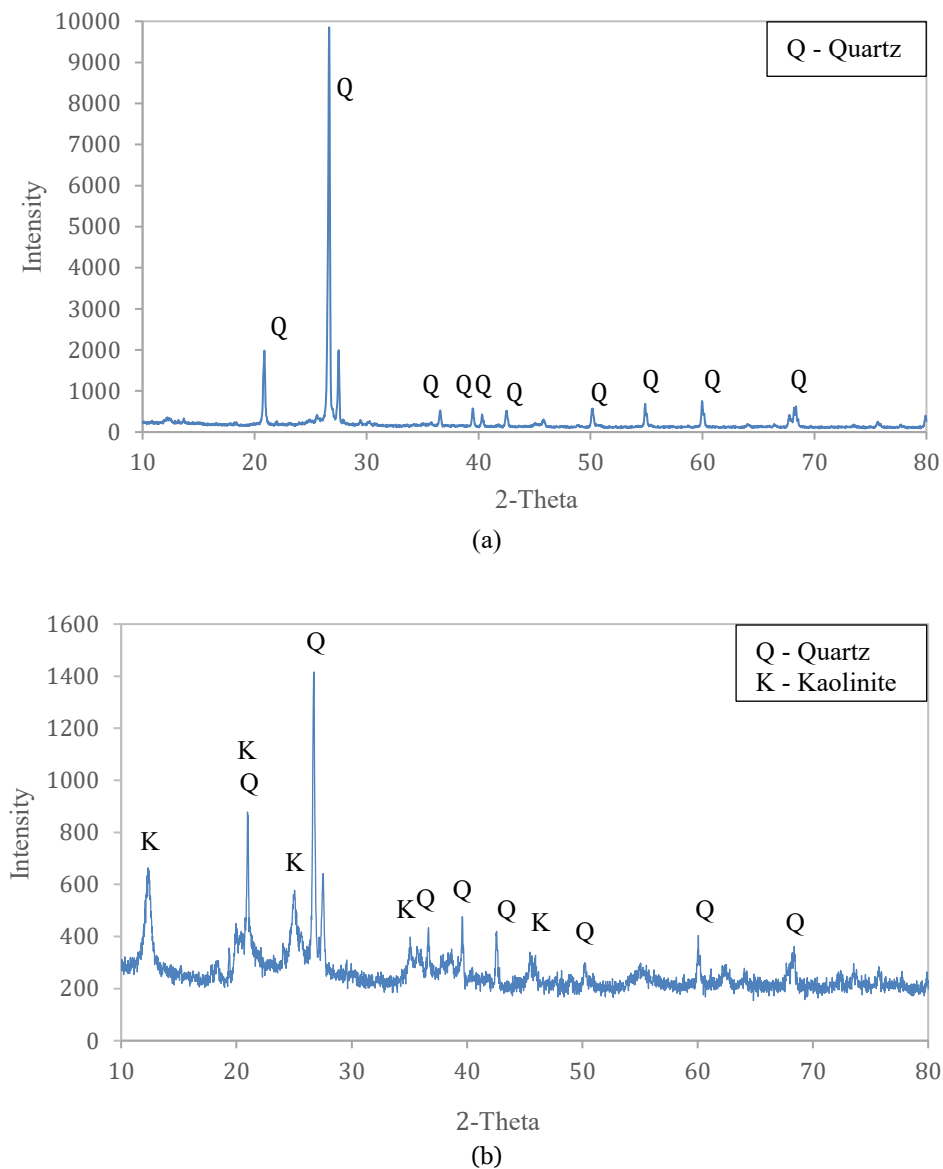 10000
9000
8000
7000
6000
5000
4000
3000
2000
1000
0
Intensity
Q - Quartz
Q
Q
Q
Q Q
Q
Q
Q
Q
Q
10 20 30 40 50 60 70 80
2-Theta
(a)
1600
1400
1200
1000
800
600
400
200
0
Intensity
Q - Quartz
K - Kaolinite
Q
K
Q
K
K
K
Q
Q
Q
K
Q
Q
Q
10 20 30 40 50 60 70 80
2-Theta
(b)